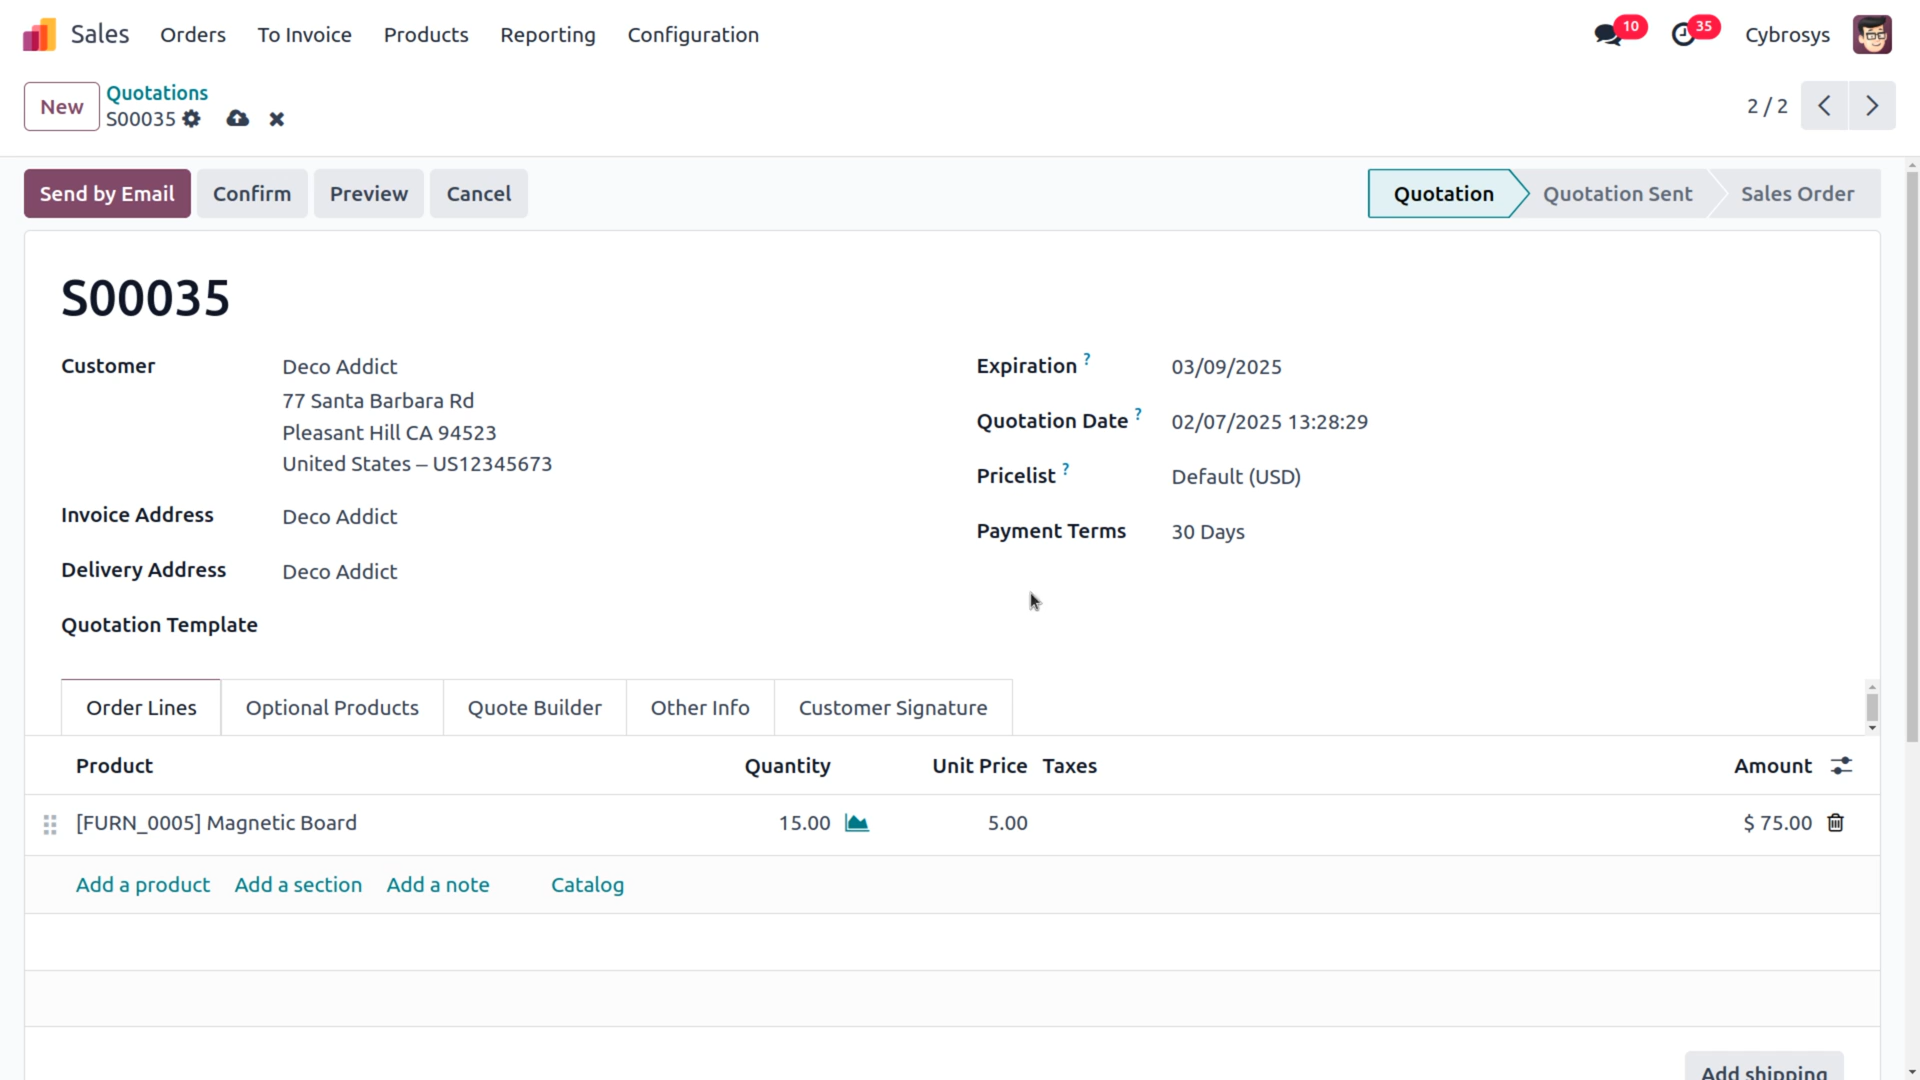 Sales Orders To Invoice Products Reporting Configuration 10 35 Cybrosys
New Quotations 2 / 2
S00035
Send by Email Confirm Preview Cancel Quotation Quotation Sent Sales Order
S00035
Customer Deco Addict Expiration ? 03/09/2025
77 Santa Barbara Rd
Pleasant Hill CA 94523 Quotation Date ? 02/07/2025 13:28:29
United States – US12345673 Pricelist ? Default (USD)
Invoice Address Deco Addict Payment Terms 30 Days
Delivery Address Deco Addict
Quotation Template
Order Lines Optional Products Quote Builder Other Info Customer Signature
Product Quantity Unit Price Taxes Amount
[FURN_0005] Magnetic Board 15.00 5.00 $ 75.00
Add a product Add a section Add a note Catalog
Add shipping